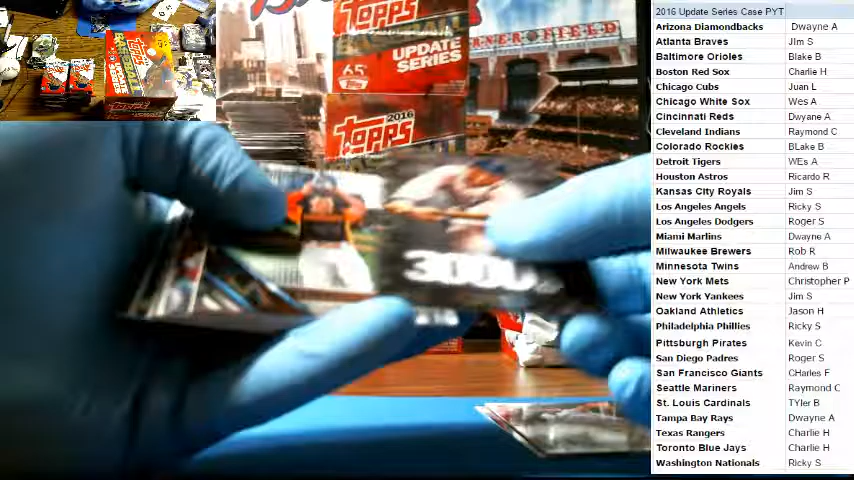 2016 Update Series Case PYT
Arizona Diamondbacks Dwayne A
Atlanta Braves Jim S
Baltimore Orioles Blake B
Boston Red Sox Charlie H
Chicago Cubs Juan L
Chicago White Sox Wes A
Cincinnati Reds Dwyane A
Cleveland Indians Raymond C
Colorado Rockies BLake B
Detroit Tigers WEs A
Houston Astros Ricardo R
Kansas City Royals Jim S
Los Angeles Angels Ricky S
Los Angeles Dodgers Roger S
Miami Marlins Dwayne A
Milwaukee Brewers Rob R
Minnesota Twins Andrew B
New York Mets Christopher P
New York Yankees Jim S
Oakland Athletics Jason H
Philadelphia Phillies Ricky S
Pittsburgh Pirates Kevin C
San Diego Padres Roger S
San Francisco Giants CHarles F
Seattle Mariners Raymond C
St. Louis Cardinals TYler B
Tampa Bay Rays Dwayne A
Texas Rangers Charlie H
Toronto Blue Jays Charlie H
Washington Nationals Ricky S
Topps
UPDATE
SERIES
65
2016
Topps